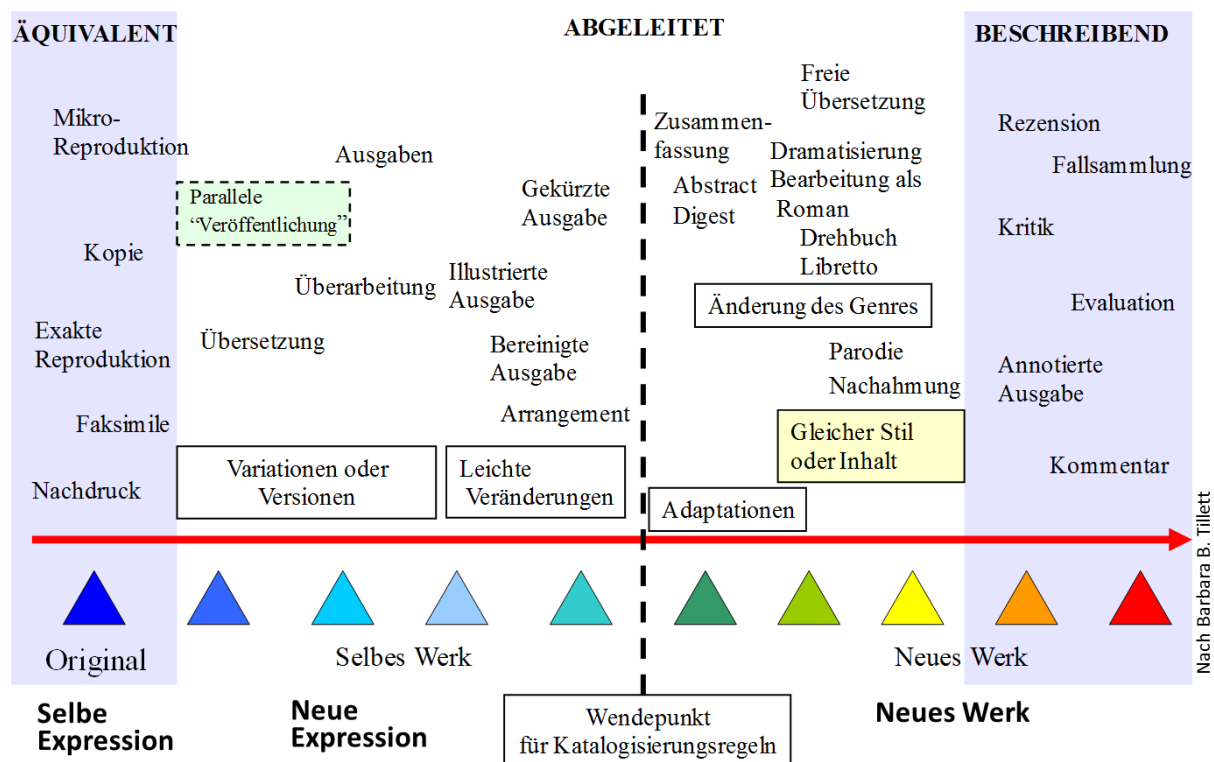 ÄQUIVALENT
ABGELEITET
BESCHREIBEND
Mikro-
Reproduktion
Kopie
Exakte
Reproduktion
Faksimile
Nachdruck
Ausgaben
Parallele
“Veröffentlichung”
Überarbeitung
Übersetzung
Variationen oder
Versionen
Gekürzte
Ausgabe
Illustrierte
Ausgabe
Bereinigte
Ausgabe
Arrangement
Leichte
Veränderungen
Zusammen-
fassung
Abstract
Digest
Freie
Übersetzung
Dramatisierung
Bearbeitung als
Roman
Drehbuch
Libretto
Änderung des Genres
Parodie
Nachahmung
Gleicher Stil
oder Inhalt
Adaptationen
Rezension
Fallsammlung
Kritik
Evaluation
Annotierte
Ausgabe
Kommentar
Nach Barbara B. Tillett
Original
Selbes Werk
Neues Werk
Selbe
Expression
Neue
Expression
Wendepunkt
für Katalogisierungsregeln
Neues Werk